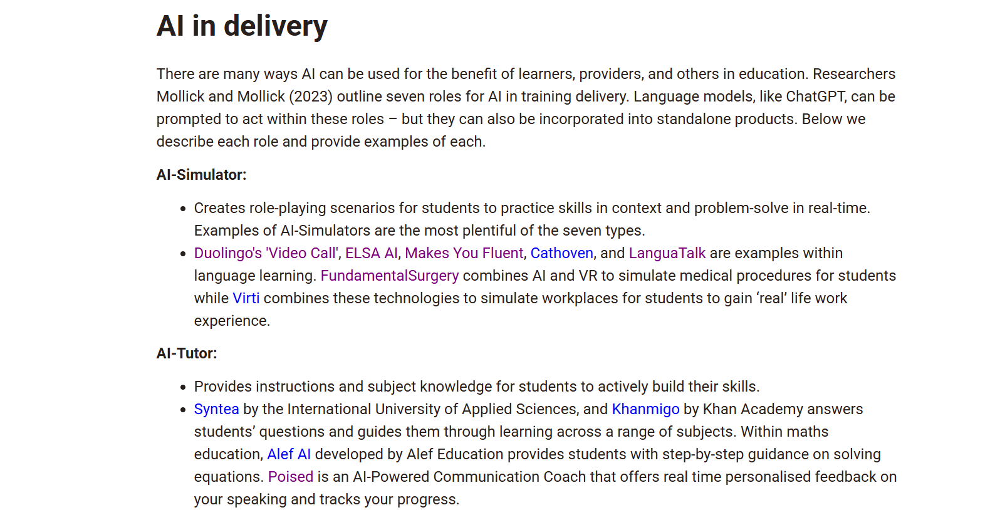 AI in delivery
There are many ways AI can be used for the benefit of learners, providers, and others in education. Researchers
Mollick and Mollick (2023) outline seven roles for AI in training delivery. Language models, like ChatGPT, can be
prompted to act within these roles – but they can also be incorporated into standalone products. Below we
describe each role and provide examples of each.
AI-Simulator:
• Creates role-playing scenarios for students to practice skills in context and problem-solve in real-time.
Examples of AI-Simulators are the most plentiful of the seven types.
• Duolingo's 'Video Call', ELSA AI, Makes You Fluent, Cathoven, and LanguaTalk are examples within
language learning. FundamentalSurgery combines AI and VR to simulate medical procedures for students
while Virti combines these technologies to simulate workplaces for students to gain ‘real’ life work
experience.
AI-Tutor:
• Provides instructions and subject knowledge for students to actively build their skills.
• Syntea by the International University of Applied Sciences, and Khanmigo by Khan Academy answers
students’ questions and guides them through learning across a range of subjects. Within maths
education, Alef AI developed by Alef Education provides students with step-by-step guidance on solving
equations. Poised is an AI-Powered Communication Coach that offers real time personalised feedback on
your speaking and tracks your progress.